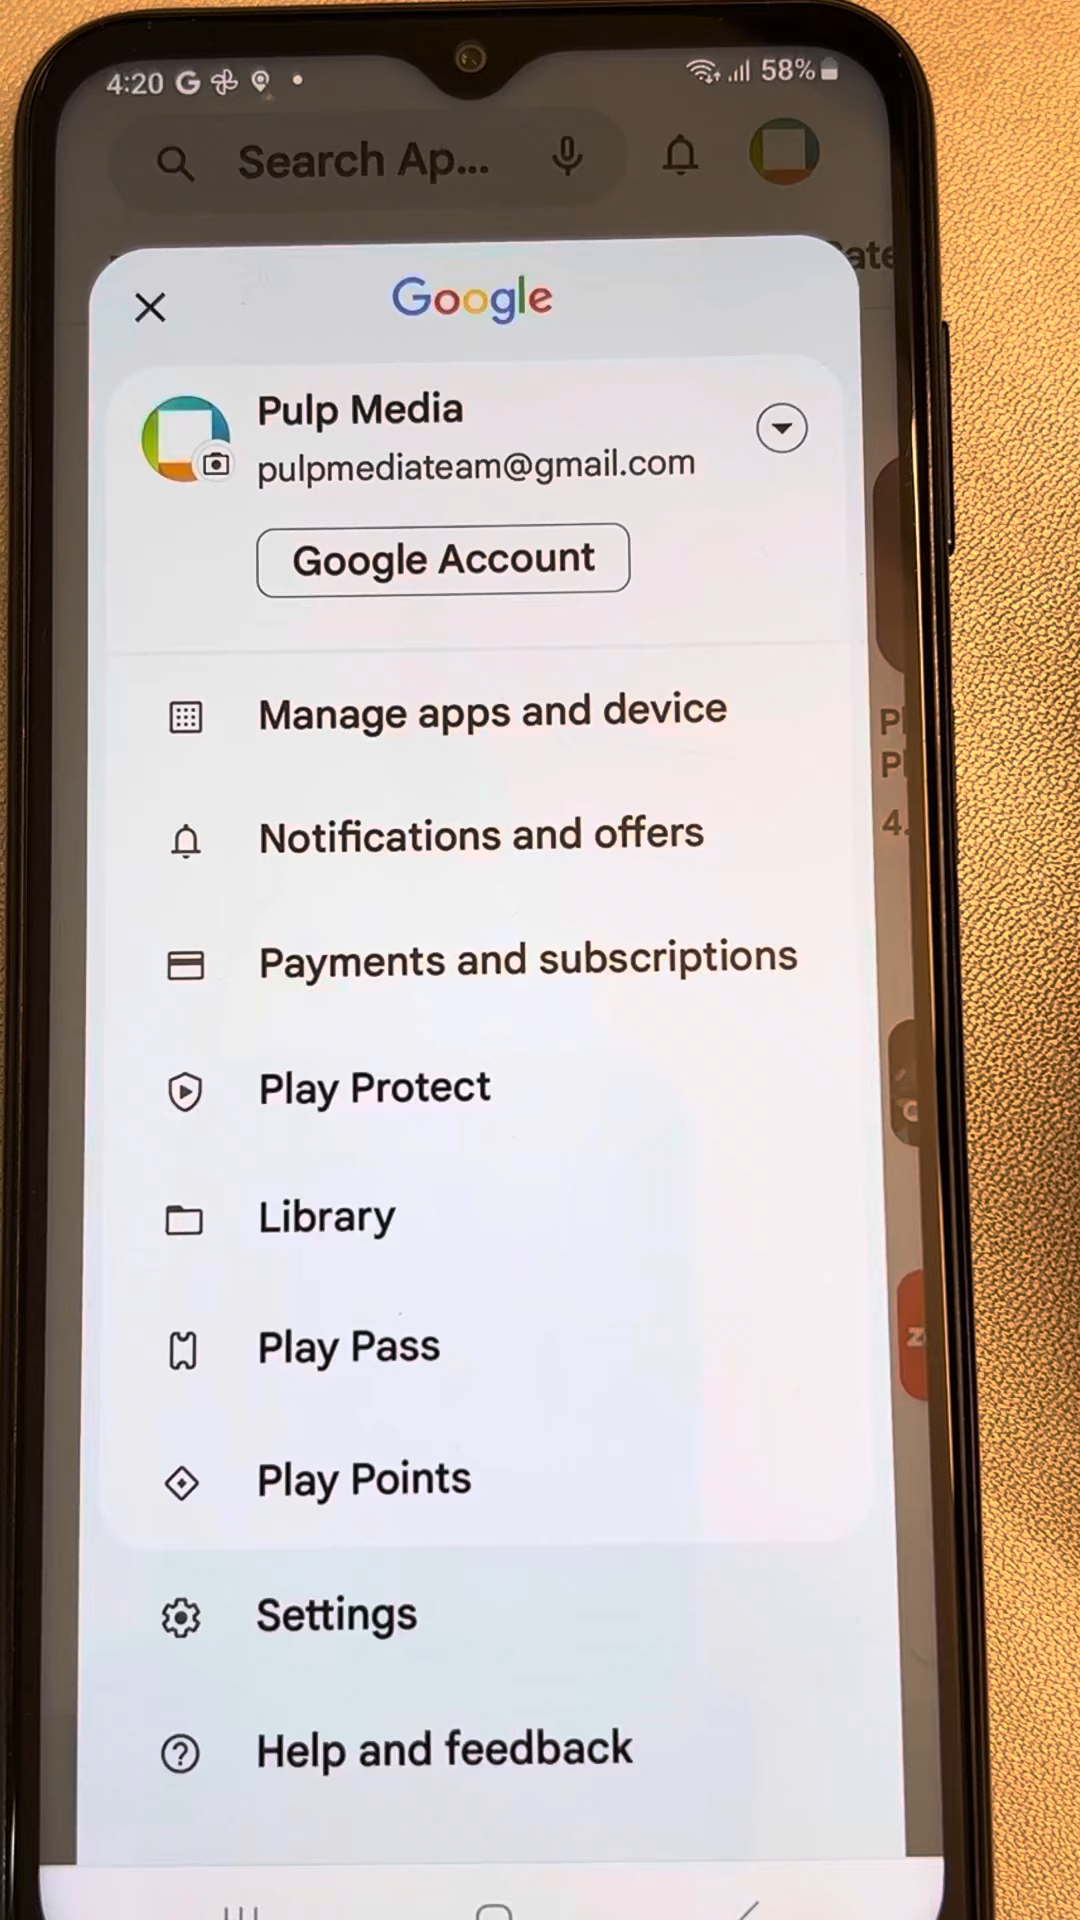 4:20 G 58%
Search Ap...
Google
Pulp Media
pulpmediateam@gmail.com
Google Account
Manage apps and device
Notifications and offers
Payments and subscriptions
Play Protect
Library
Play Pass
Play Points
Settings
Help and feedback